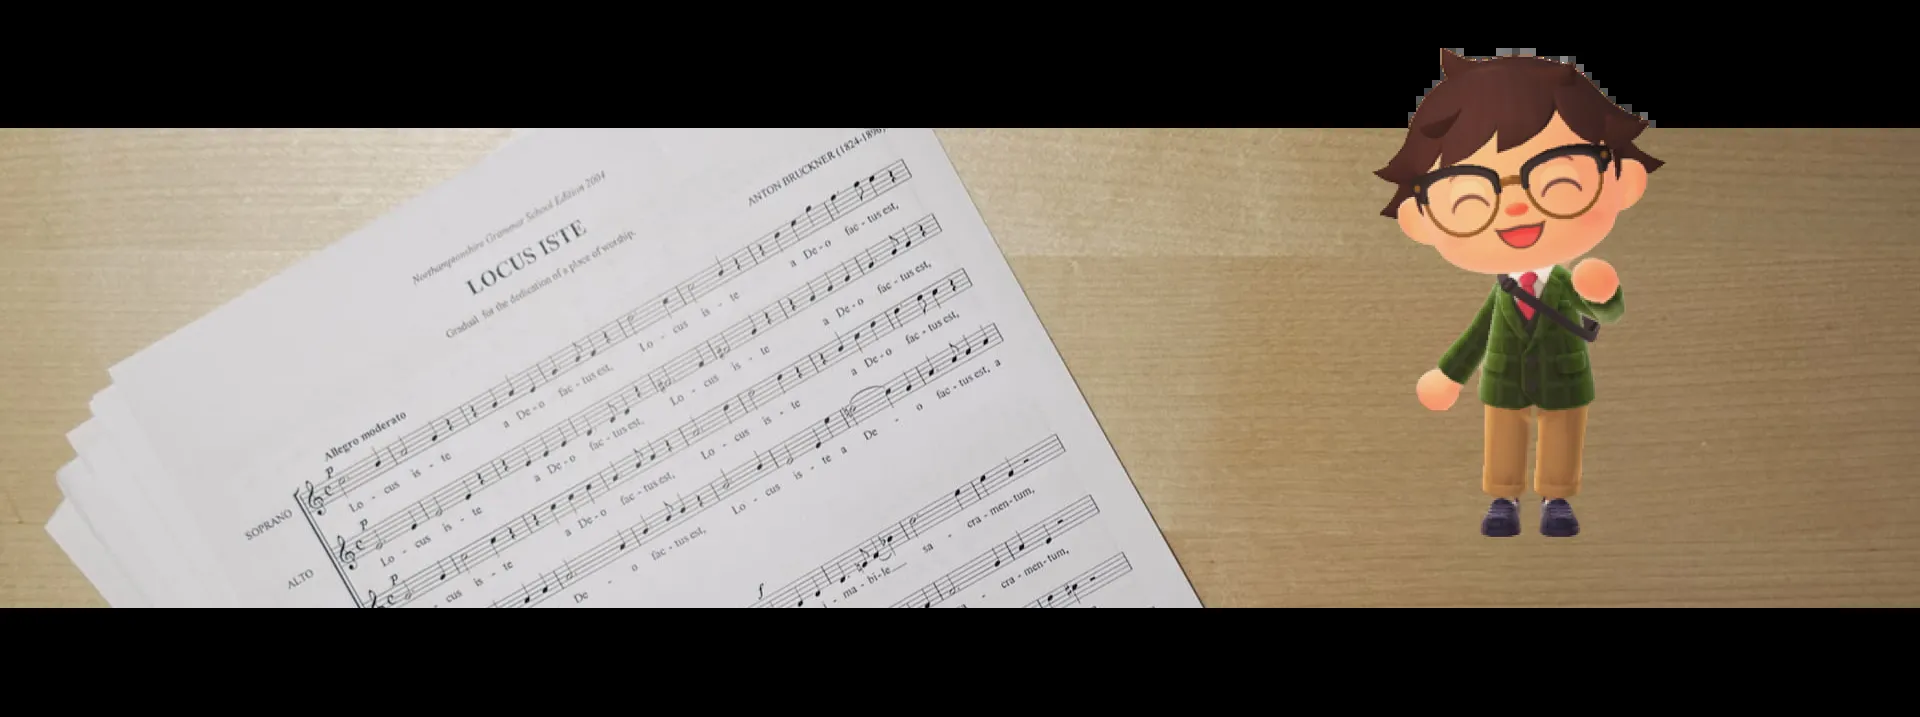 Northamptonshire Grammar School Edition 2004
LOCUS ISTE
Gradual for the dedication of a place of worship.
ANTON BRUCKNER (1824-1896)
Allegro moderato
p
SOPRANO
Lo - cus is - te a De - o fac - tus est, Lo - cus is - te a De - o fac - tus est,
p
ALTO
Lo - cus is - te a De - o fac - tus est, Lo - cus is - te a De - o fac - tus est,
p
cus is - te a De - o fac - tus est, Lo - cus is - te a De - o fac - tus est,
De - o fac - tus est, Lo - cus is - te a De - o fac - tus est, a
f
ma - bi - le sa - cra - men - tum,
cra - men - tum,